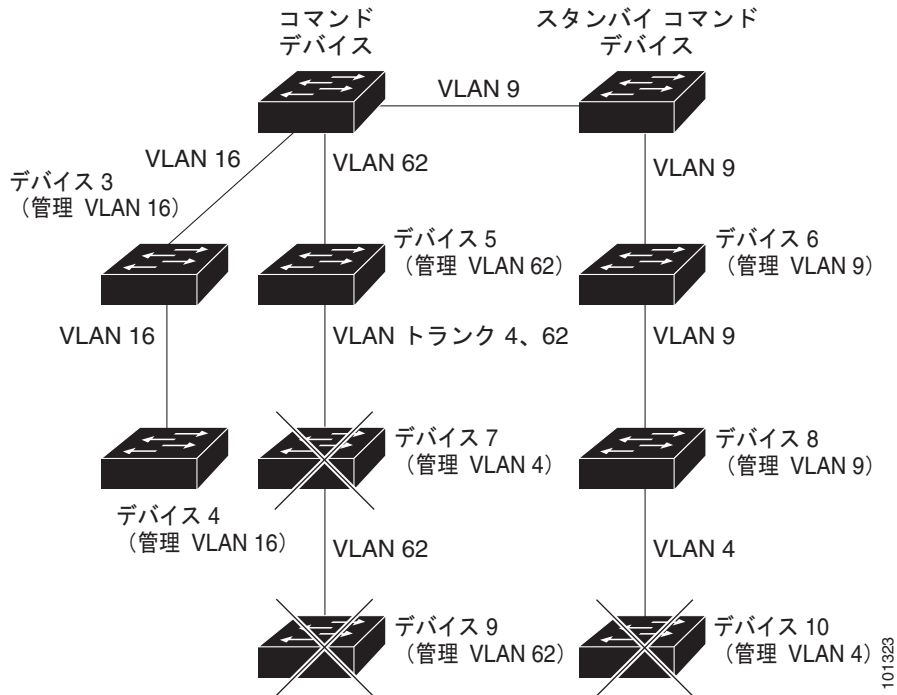 コマンド
デバイス
スタンバイ コマンド
デバイス
VLAN 9
VLAN 16
VLAN 62
VLAN 9
デバイス 3
（管理 VLAN 16）
デバイス 5
（管理 VLAN 62）
デバイス 6
（管理 VLAN 9）
VLAN 16
VLAN トランク 4、62
VLAN 9
デバイス 7
（管理 VLAN 4）
デバイス 8
（管理 VLAN 9）
デバイス 4
（管理 VLAN 16）
VLAN 62
VLAN 4
デバイス 9
（管理 VLAN 62）
デバイス 10
（管理 VLAN 4）
101323